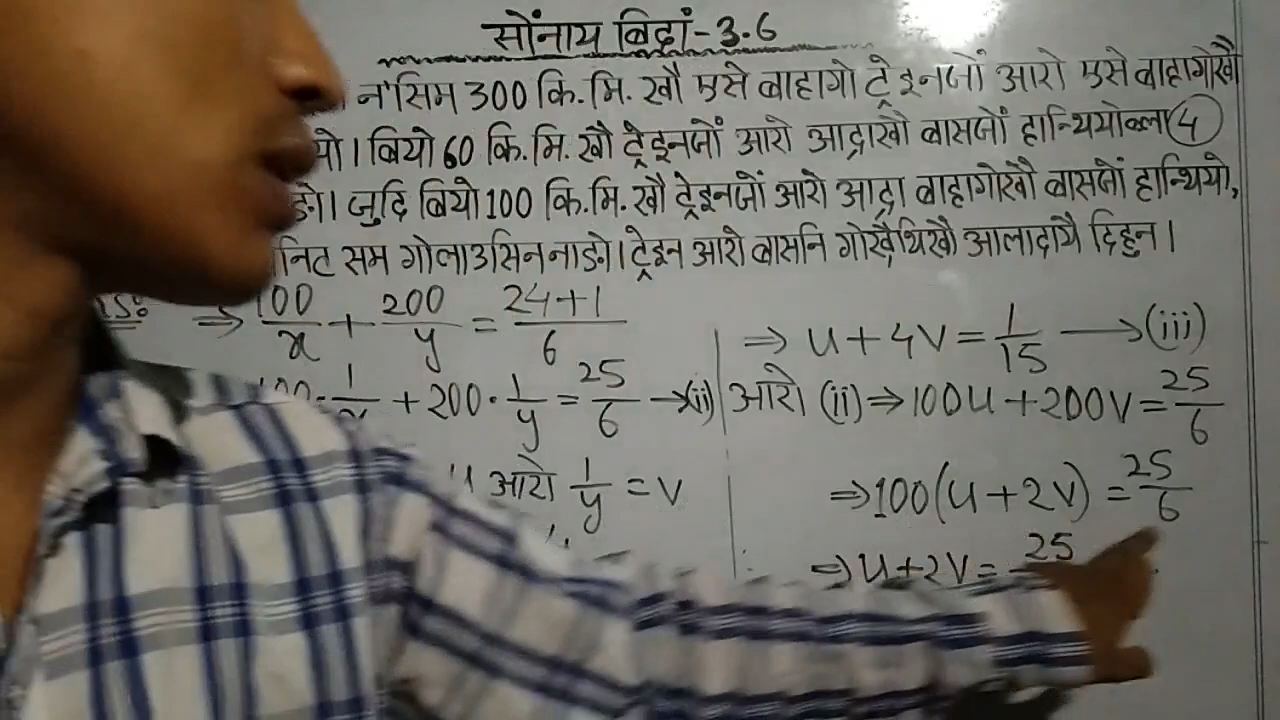 सोंनाय बिदां-3.6
न'सिम 300 कि.मि. खौ एसे बाहागो ट्रेइनजों आरो एसे बाहागोखौ
यो। बियो 60 कि.मि. खौ ट्रेइनजों आरो आद्राखौ बासजों हान्थियोब्ला (4)
ङो। जुदि बियो 100 कि.मि. खौ ट्रेइनजों आरो आद्रा बाहागोखौ बासजों हान्थियो,
निट सम गोलाउसिन नाङो। ट्रेइन आरो बासनि गोख्रैथिखौ आलादायै दिहुन।
⇒ 100/x + 200/y = (24+1)/6
+ 200 · 1/y = 25/6 → (ii)
आरो 1/y = v
⇒ u + 4v = 1/15 → (iii)
आरो (ii) ⇒ 100u + 200v = 25/6
⇒ 100(u + 2v) = 25/6
⇒ u + 2v = 25